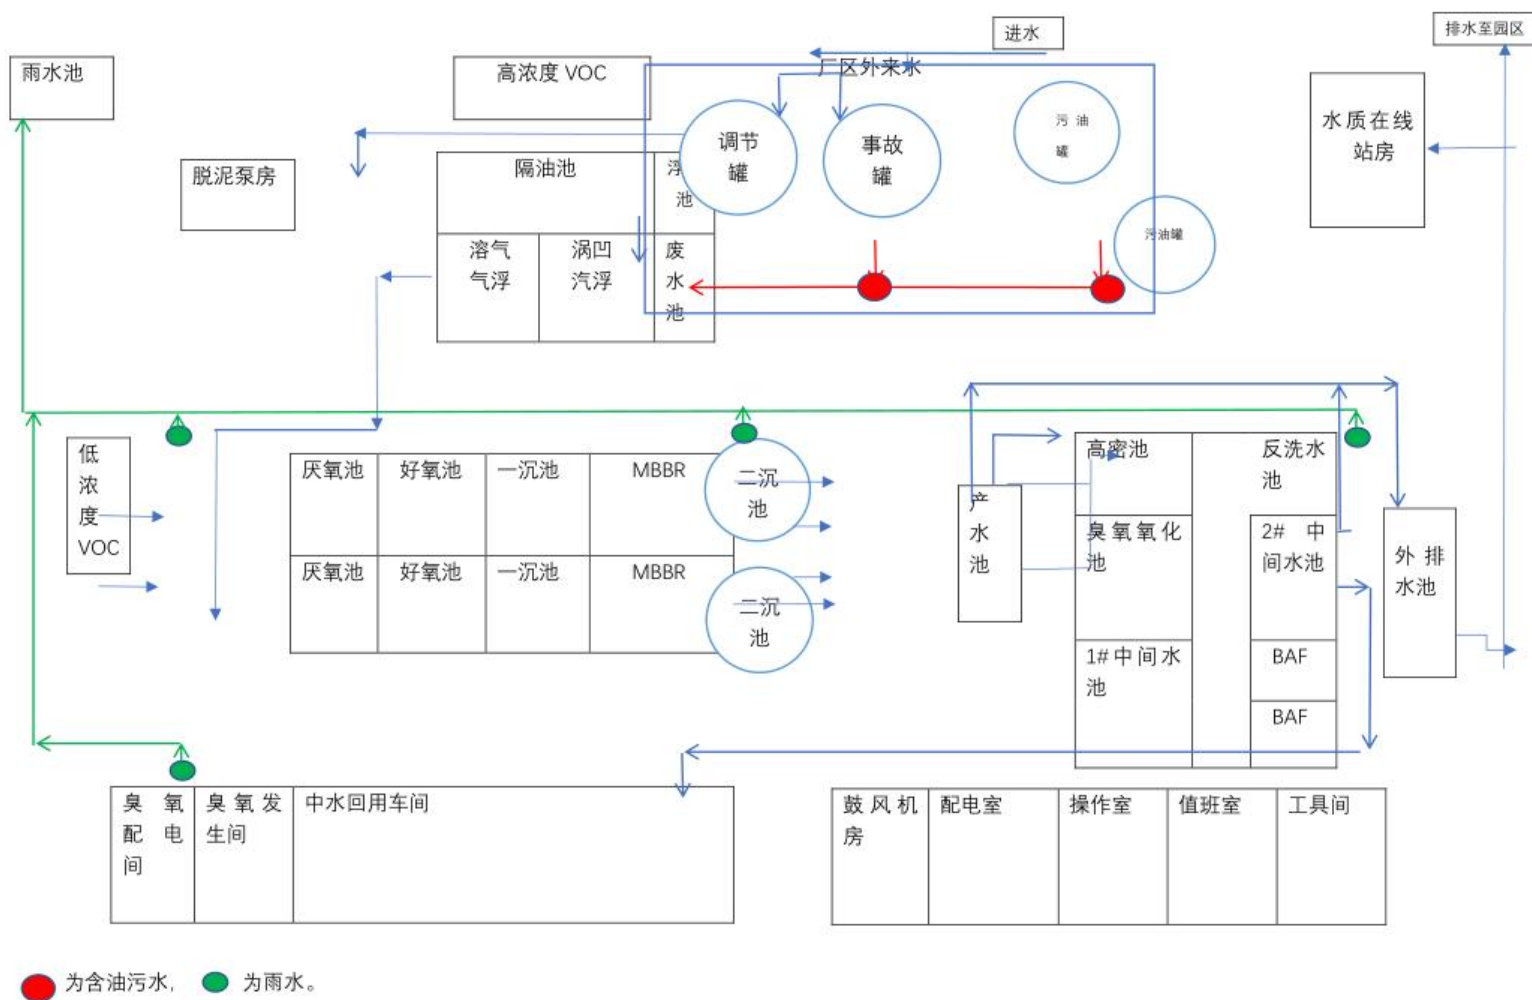 进水
排水至园区
雨水池
高浓度 VOC
厂区外来水
水质在线
站房
调节
罐
事故
罐
污 油
罐
脱泥泵房
隔油池
浮
池
污油罐
溶气
气浮
涡凹
汽浮
废
水
池
低
浓
度
VOC
厌氧池
好氧池
一沉池
MBBR
二沉
池
厌氧池
好氧池
一沉池
MBBR
二沉
池
产
水
池
高密池
反洗水
池
臭氧氧化
池
2# 中
间水池
1#中间水
池
BAF
BAF
外排
水池
臭 氧
配 电
间
臭氧发
生间
中水回用车间
鼓风机
房
配电室
操作室
值班室
工具间
为含油污水,
为雨水。